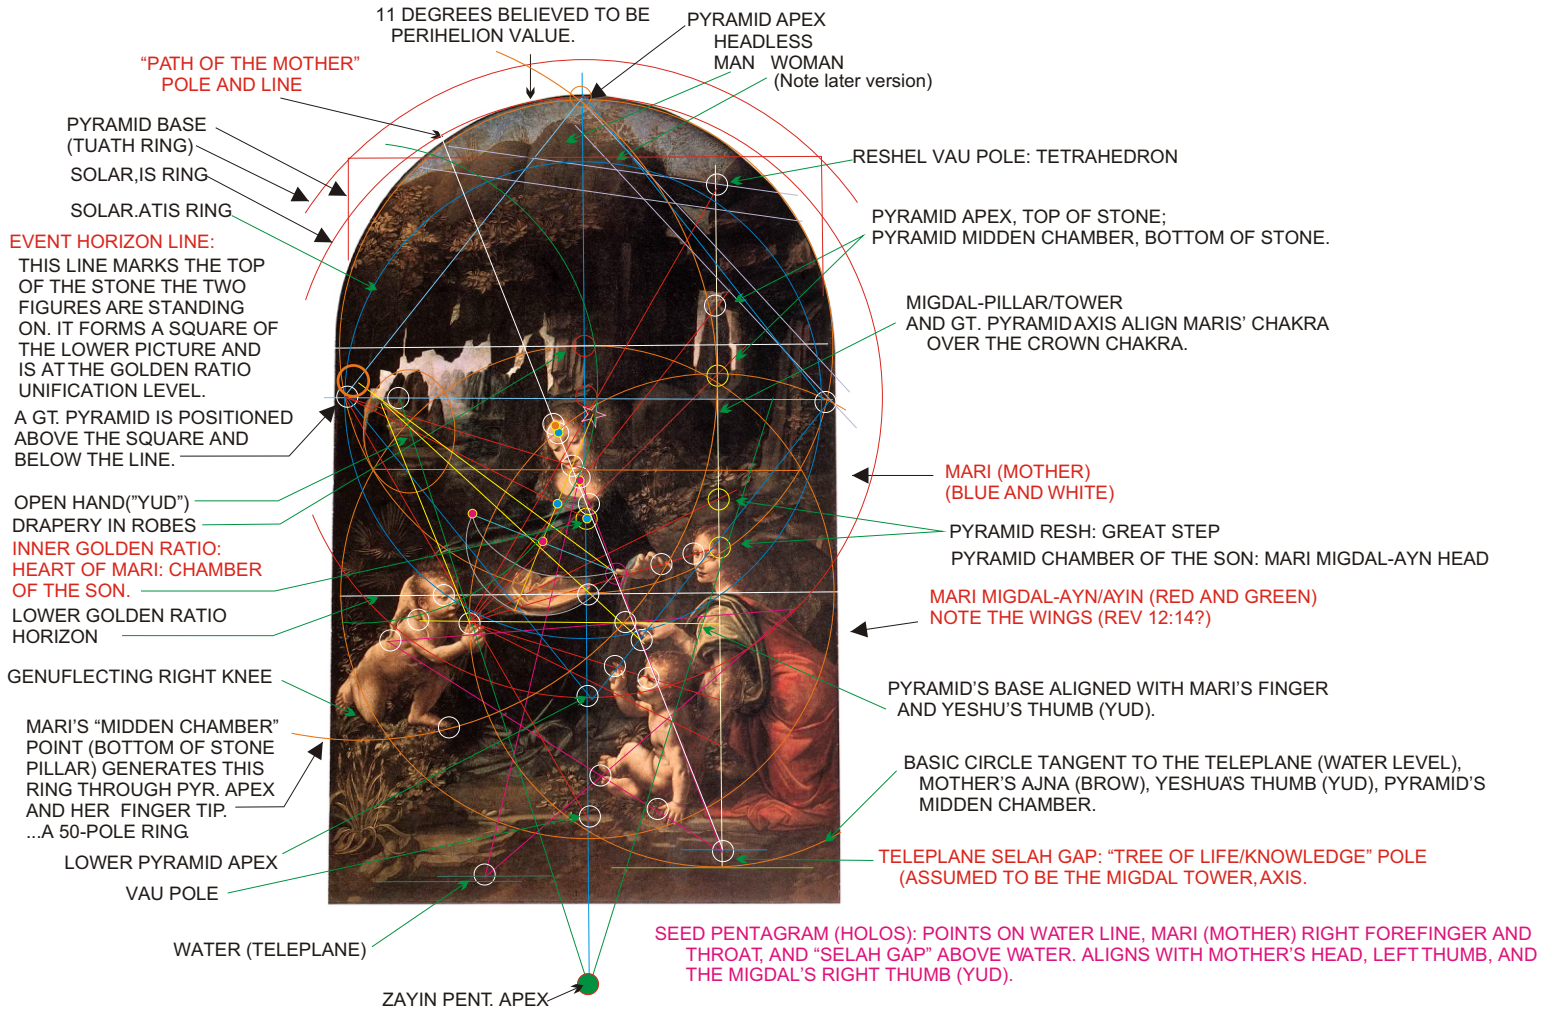 11 DEGREES BELIEVED TO BE
PERIHELION VALUE.
PYRAMID APEX
HEADLESS
MAN WOMAN
(Note later version)
“PATH OF THE MOTHER”
POLE AND LINE
PYRAMID BASE
(TUATH RING)
SOLAR,IS RING
SOLAR.ATIS RING
EVENT HORIZON LINE:
THIS LINE MARKS THE TOP
OF THE STONE THE TWO
FIGURES ARE STANDING
ON. IT FORMS A SQUARE OF
THE LOWER PICTURE AND
IS AT THE GOLDEN RATIO
UNIFICATION LEVEL.
A GT. PYRAMID IS POSITIONED
ABOVE THE SQUARE AND
BELOW THE LINE.
OPEN HAND("YUD”)
DRAPERY IN ROBES
INNER GOLDEN RATIO:
HEART OF MARI: CHAMBER
OF THE SON.
LOWER GOLDEN RATIO
HORIZON
GENUFLECTING RIGHT KNEE
MARI’S “MIDDEN CHAMBER”
POINT (BOTTOM OF STONE
PILLAR) GENERATES THIS
RING THROUGH PYR. APEX
AND HER FINGER TIP.
...A 50-POLE RING
LOWER PYRAMID APEX
VAU POLE
WATER (TELEPLANE)
ZAYIN PENT. APEX
RESHEL VAU POLE: TETRAHEDRON
PYRAMID APEX, TOP OF STONE;
PYRAMID MIDDEN CHAMBER, BOTTOM OF STONE.
MIGDAL-PILLAR/TOWER
AND GT. PYRAMID AXIS ALIGN MARIS’ CHAKRA
OVER THE CROWN CHAKRA.
MARI (MOTHER)
(BLUE AND WHITE)
PYRAMID RESH: GREAT STEP
PYRAMID CHAMBER OF THE SON: MARI MIGDAL-AYN HEAD
MARI MIGDAL-AYN/AYIN (RED AND GREEN)
NOTE THE WINGS (REV 12:14?)
PYRAMID’S BASE ALIGNED WITH MARI’S FINGER
AND YESHU’S THUMB (YUD).
BASIC CIRCLE TANGENT TO THE TELEPLANE (WATER LEVEL),
MOTHER’S AJNA (BROW), YESHUA’S THUMB (YUD), PYRAMID’S
MIDDEN CHAMBER.
TELEPLANE SELAH GAP: “TREE OF LIFE/KNOWLEDGE” POLE
(ASSUMED TO BE THE MIGDAL TOWER, AXIS.
SEED PENTAGRAM (HOLOS): POINTS ON WATER LINE, MARI (MOTHER) RIGHT FOREFINGER AND
THROAT, AND “SELAH GAP” ABOVE WATER. ALIGNS WITH MOTHER’S HEAD, LEFT THUMB, AND
THE MIGDAL’S RIGHT THUMB (YUD).